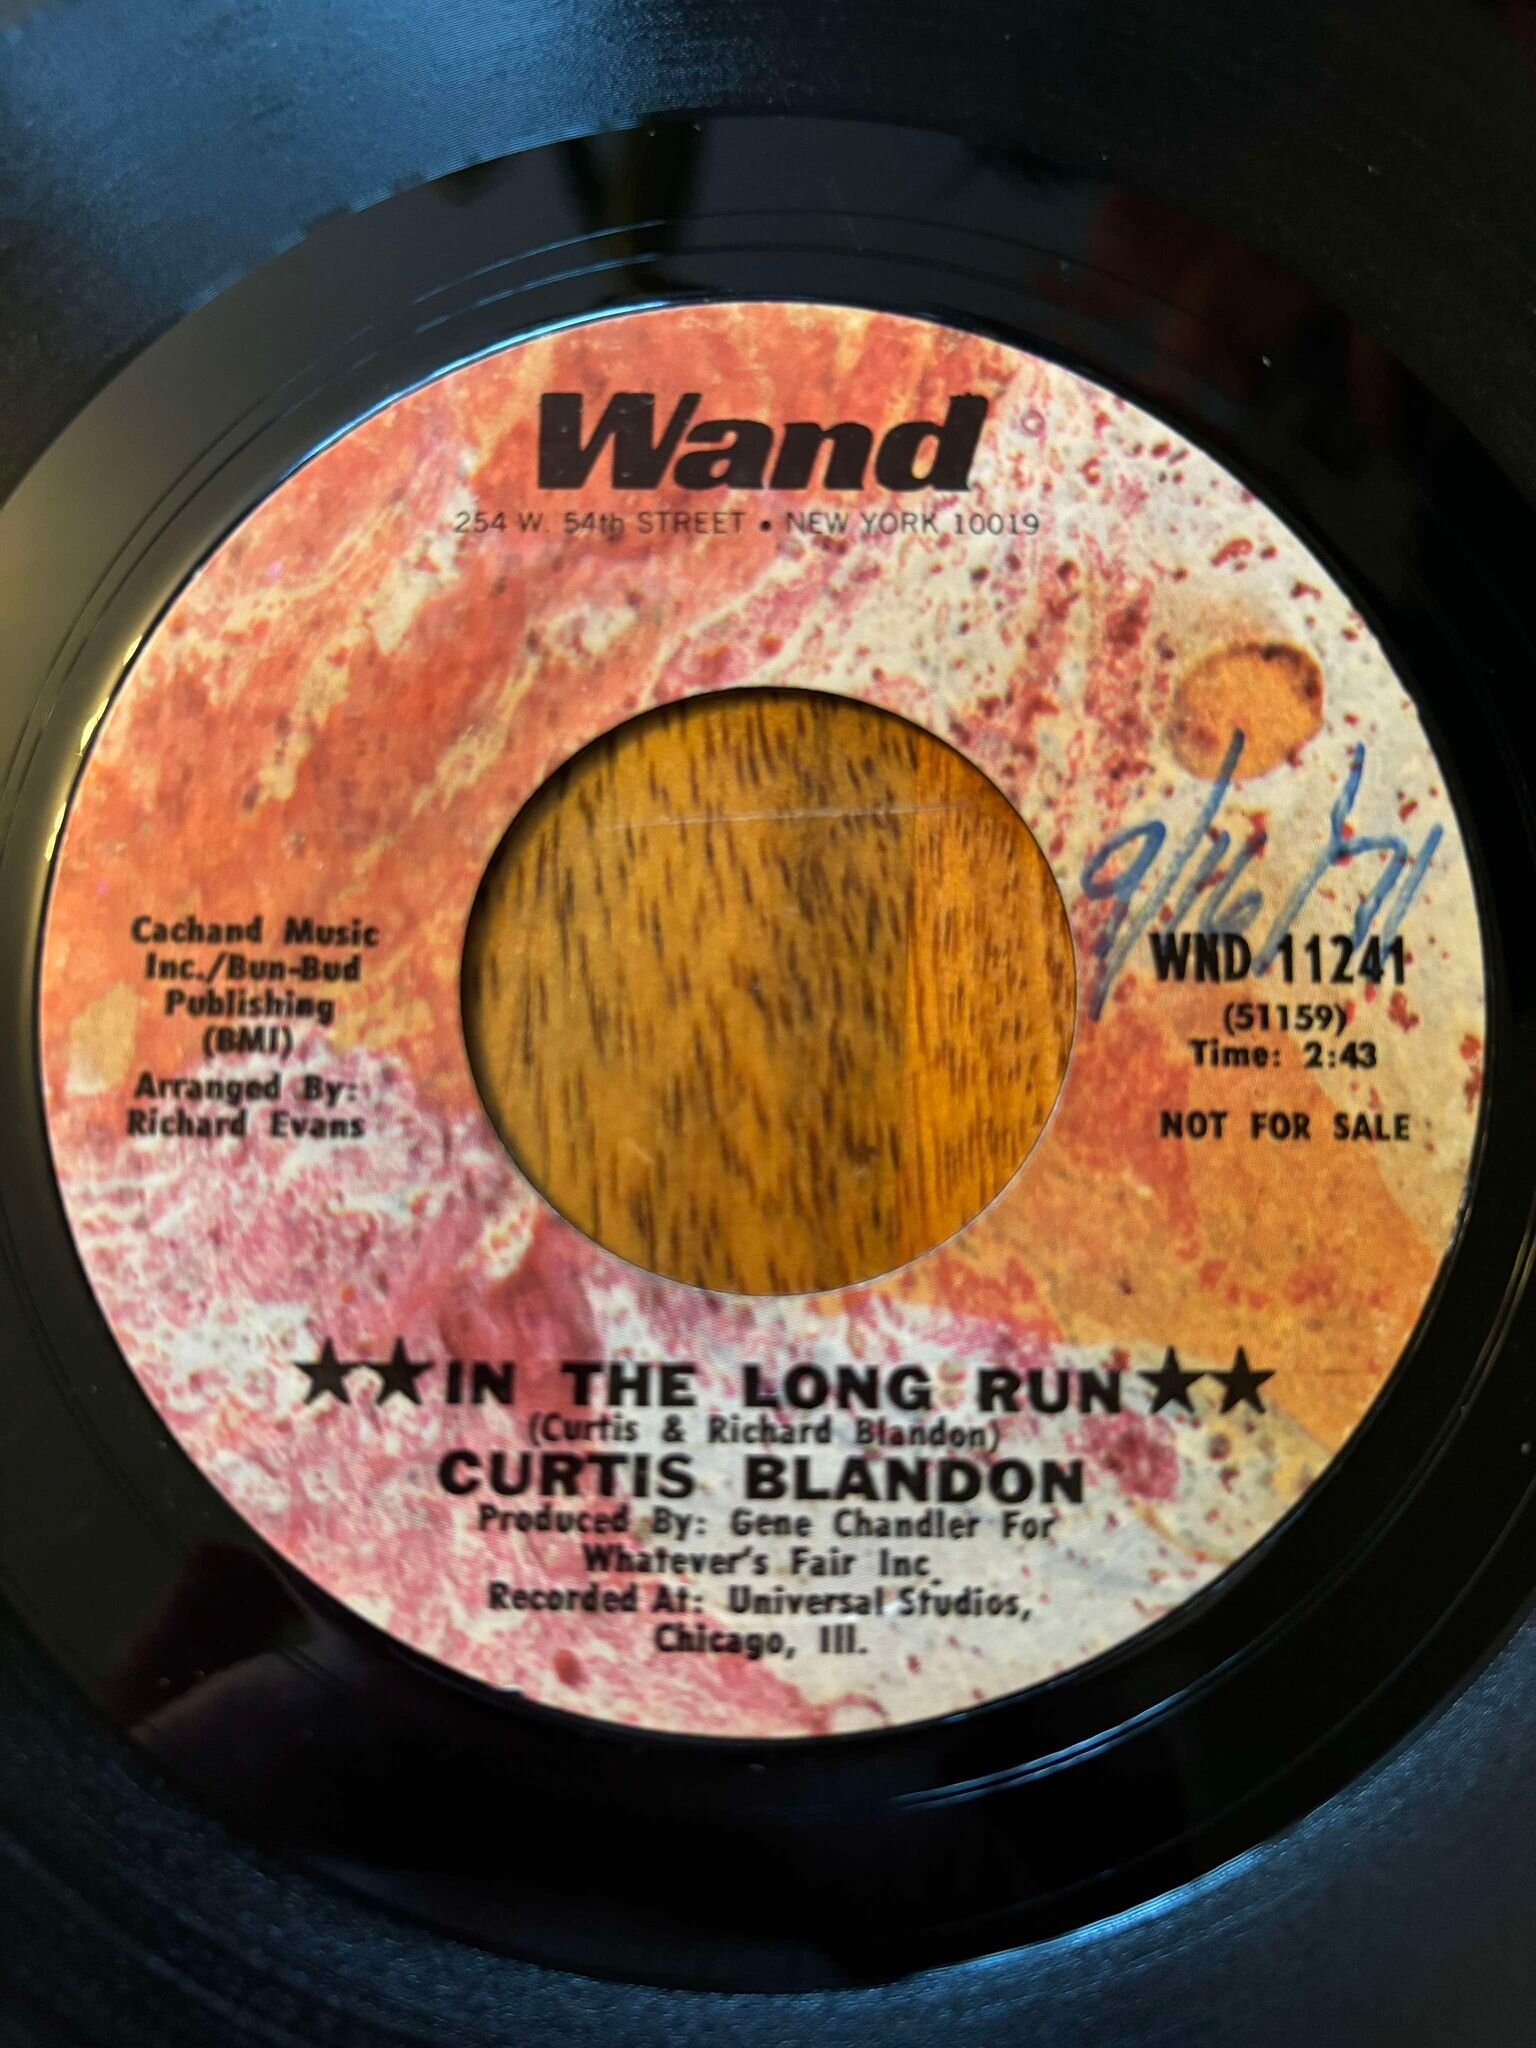 Wand
254 W. 54th STREET • NEW YORK 10019
9/16/71
Cachand Music
Inc./Bun-Bud
Publishing
(BMI)
Arranged By:
Richard Evans
WND 11241
(51159)
Time: 2:43
NOT FOR SALE
★★IN THE LONG RUN★★
(Curtis & Richard Blandon)
CURTIS BLANDON
Produced By: Gene Chandler For
Whatever's Fair Inc.
Recorded At: Universal Studios,
Chicago, Ill.